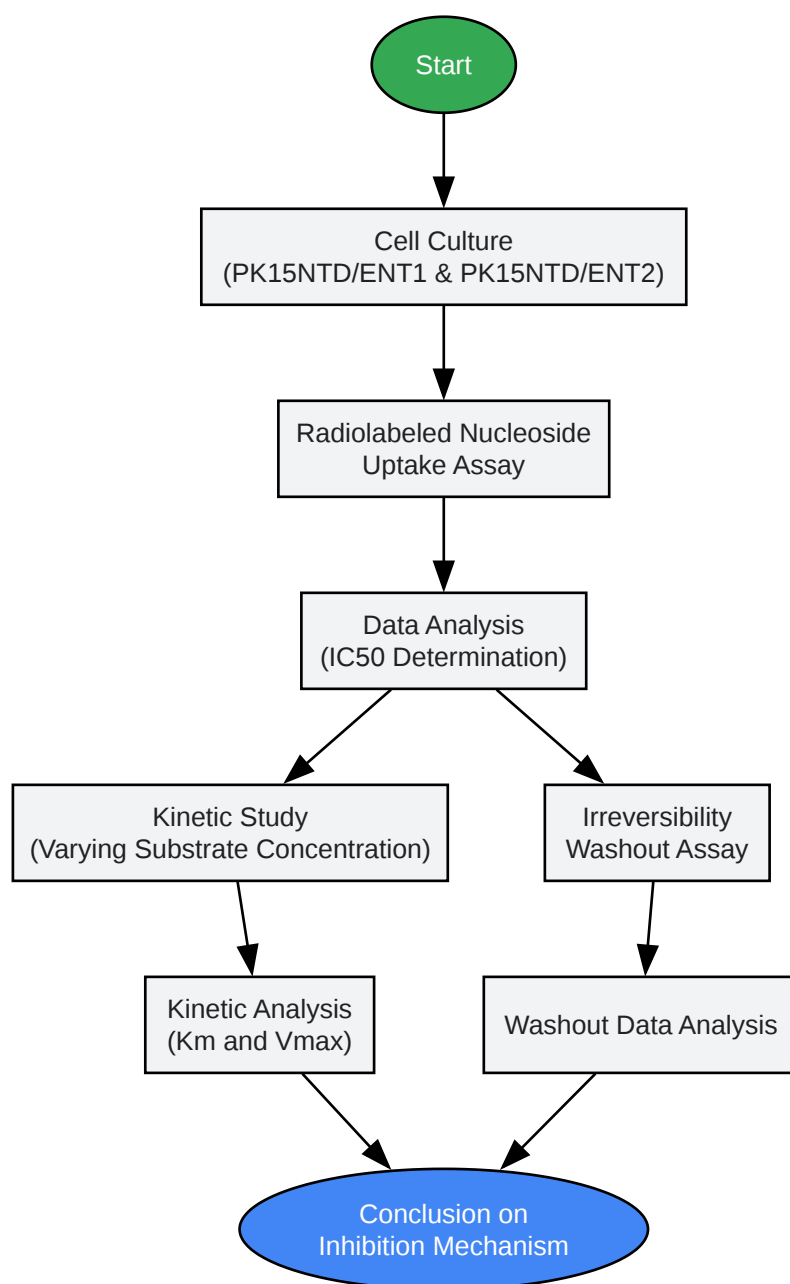 Start
Cell Culture
(PK15NTD/ENT1 & PK15NTD/ENT2)
Radiolabeled Nucleoside
Uptake Assay
Data Analysis
(IC50 Determination)
Kinetic Study
(Varying Substrate Concentration)
Irreversibility
Washout Assay
Kinetic Analysis
(Km and Vmax)
Washout Data Analysis
Conclusion on
Inhibition Mechanism